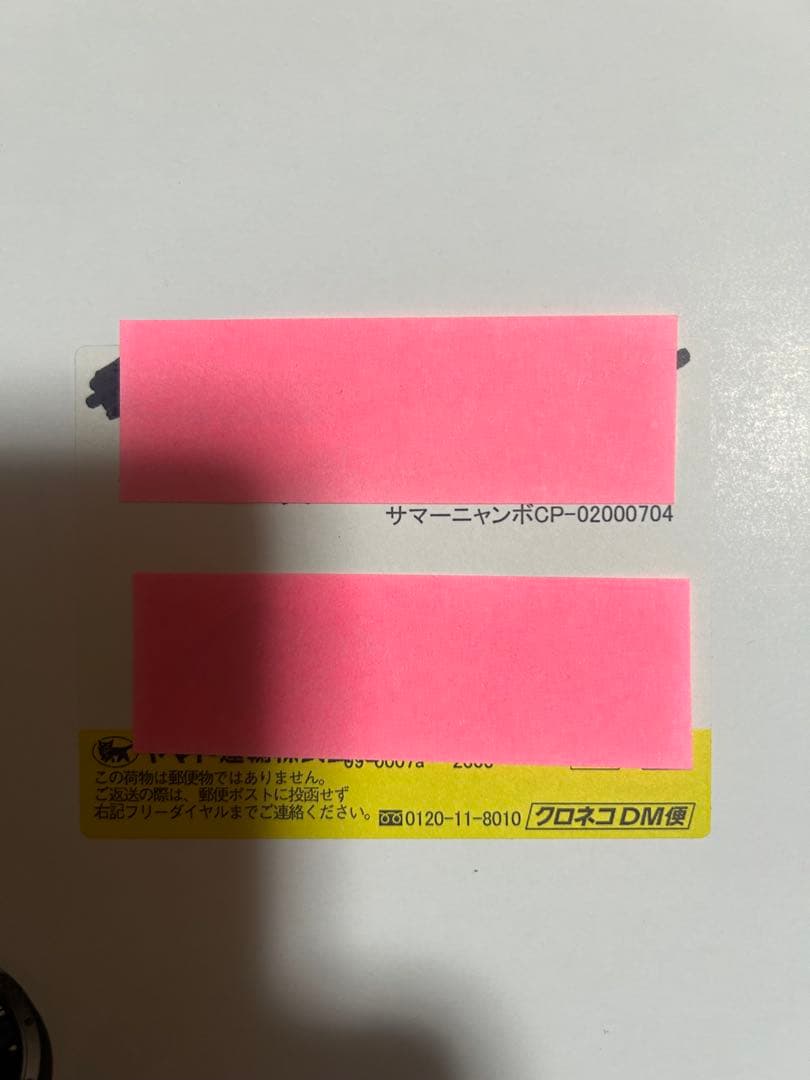 サマーニャンボCP-02000704
この荷物は郵便物ではありません。
ご返送の際は、郵便ポストに投函せず
右記フリーダイヤルまでご連絡ください。
0120-11-8010
クロネコDM便